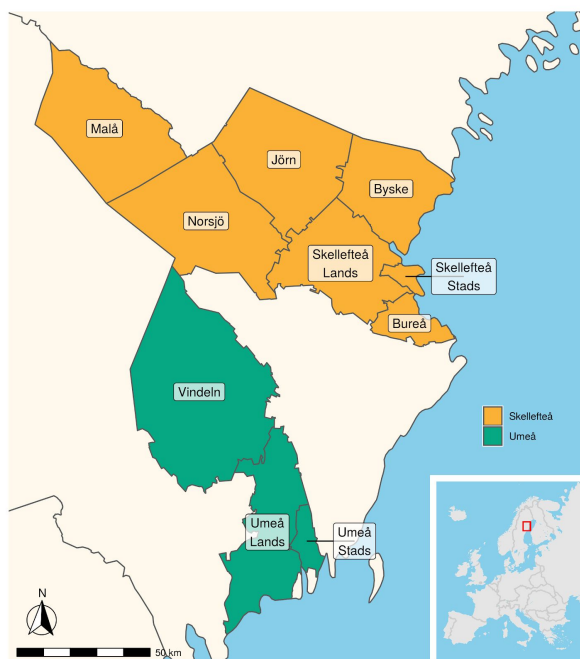 Malå
Jörn
Byske
Norsjö
Skellefteå
Lands
Skellefteå
Stads
Bureå
Vindeln
Skellefteå
Umeå
Umeå
Lands
Umeå
Stads
N
50 km